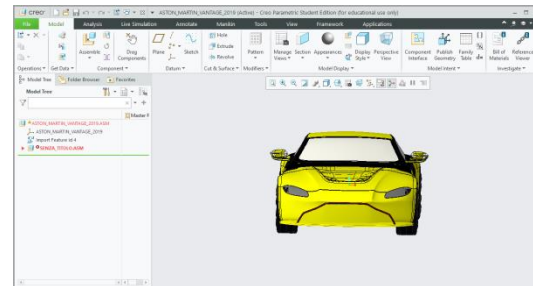 creo
ASTON_MARTIN_VANTAGE_2019 (Active) - Creo Parametric Student Edition (for educational use only)
File Model Analysis Live Simulation Annotate Manikin Tools View Framework Applications
Assemble
Drag Components
Plane
Sketch
Hole
Extrude
Revolve
Pattern
Manage Views
Section
Appearances
Display Style
Perspective View
Component Interface
Publish Geometry
Family Table
Bill of Materials
Reference Viewer
Operations Get Data Component Datum Cut & Surface Modifiers Model Display Model Intent Investigate
Model Tree Folder Browser Favorites
Model Tree
Master R
ASTON_MARTIN_VANTAGE_2019.ASM
ASTON_MARTIN_VANTAGE_2019
Import Feature id 4
SENZA_TITOLO.ASM